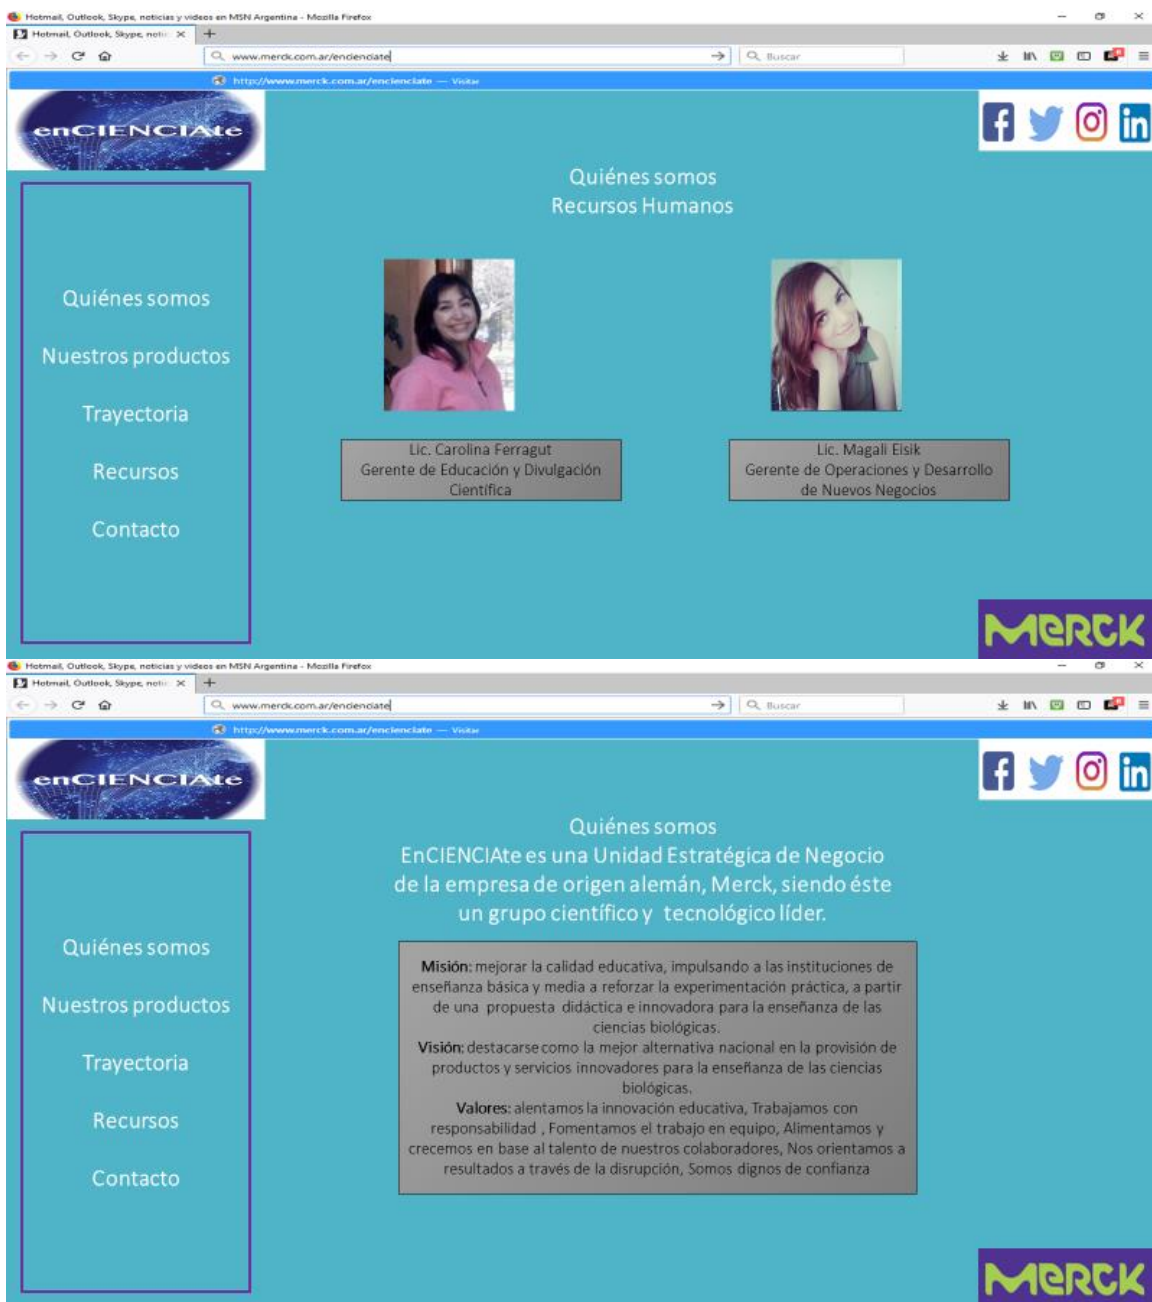 Hotmail, Outlook, Skype, noticias y videos en MSN Argentina - Mozilla Firefox
Hotmail, Outlook, Skype, notic
www.merck.com.ar/encienciate
Buscar
http://www.merck.com.ar/encienciate — Visitar
enCIENCIAte
Quiénes somos
Recursos Humanos
Quiénes somos
Nuestros productos
Trayectoria
Recursos
Contacto
Lic. Carolina Ferragut
Gerente de Educación y Divulgación
Científica
Lic. Magali Eisik
Gerente de Operaciones y Desarrollo
de Nuevos Negocios
MERCK
Hotmail, Outlook, Skype, noticias y videos en MSN Argentina - Mozilla Firefox
Hotmail, Outlook, Skype, notic
www.merck.com.ar/encienciate
Buscar
http://www.merck.com.ar/encienciate — Visitar
enCIENCIAte
Quiénes somos
EnCIENCIAte es una Unidad Estratégica de Negocio
de la empresa de origen alemán, Merck, siendo éste
un grupo científico y tecnológico líder.
Quiénes somos
Nuestros productos
Trayectoria
Recursos
Contacto
Misión: mejorar la calidad educativa, impulsando a las instituciones de
enseñanza básica y media a reforzar la experimentación práctica, a partir
de una propuesta didáctica e innovadora para la enseñanza de las
ciencias biológicas.
Visión: destacarse como la mejor alternativa nacional en la provisión de
productos y servicios innovadores para la enseñanza de las ciencias
biológicas.
Valores: alentamos la innovación educativa, Trabajamos con
responsabilidad , Fomentamos el trabajo en equipo, Alimentamos y
crecemos en base al talento de nuestros colaboradores, Nos orientamos a
resultados a través de la disrupción, Somos dignos de confianza
MERCK